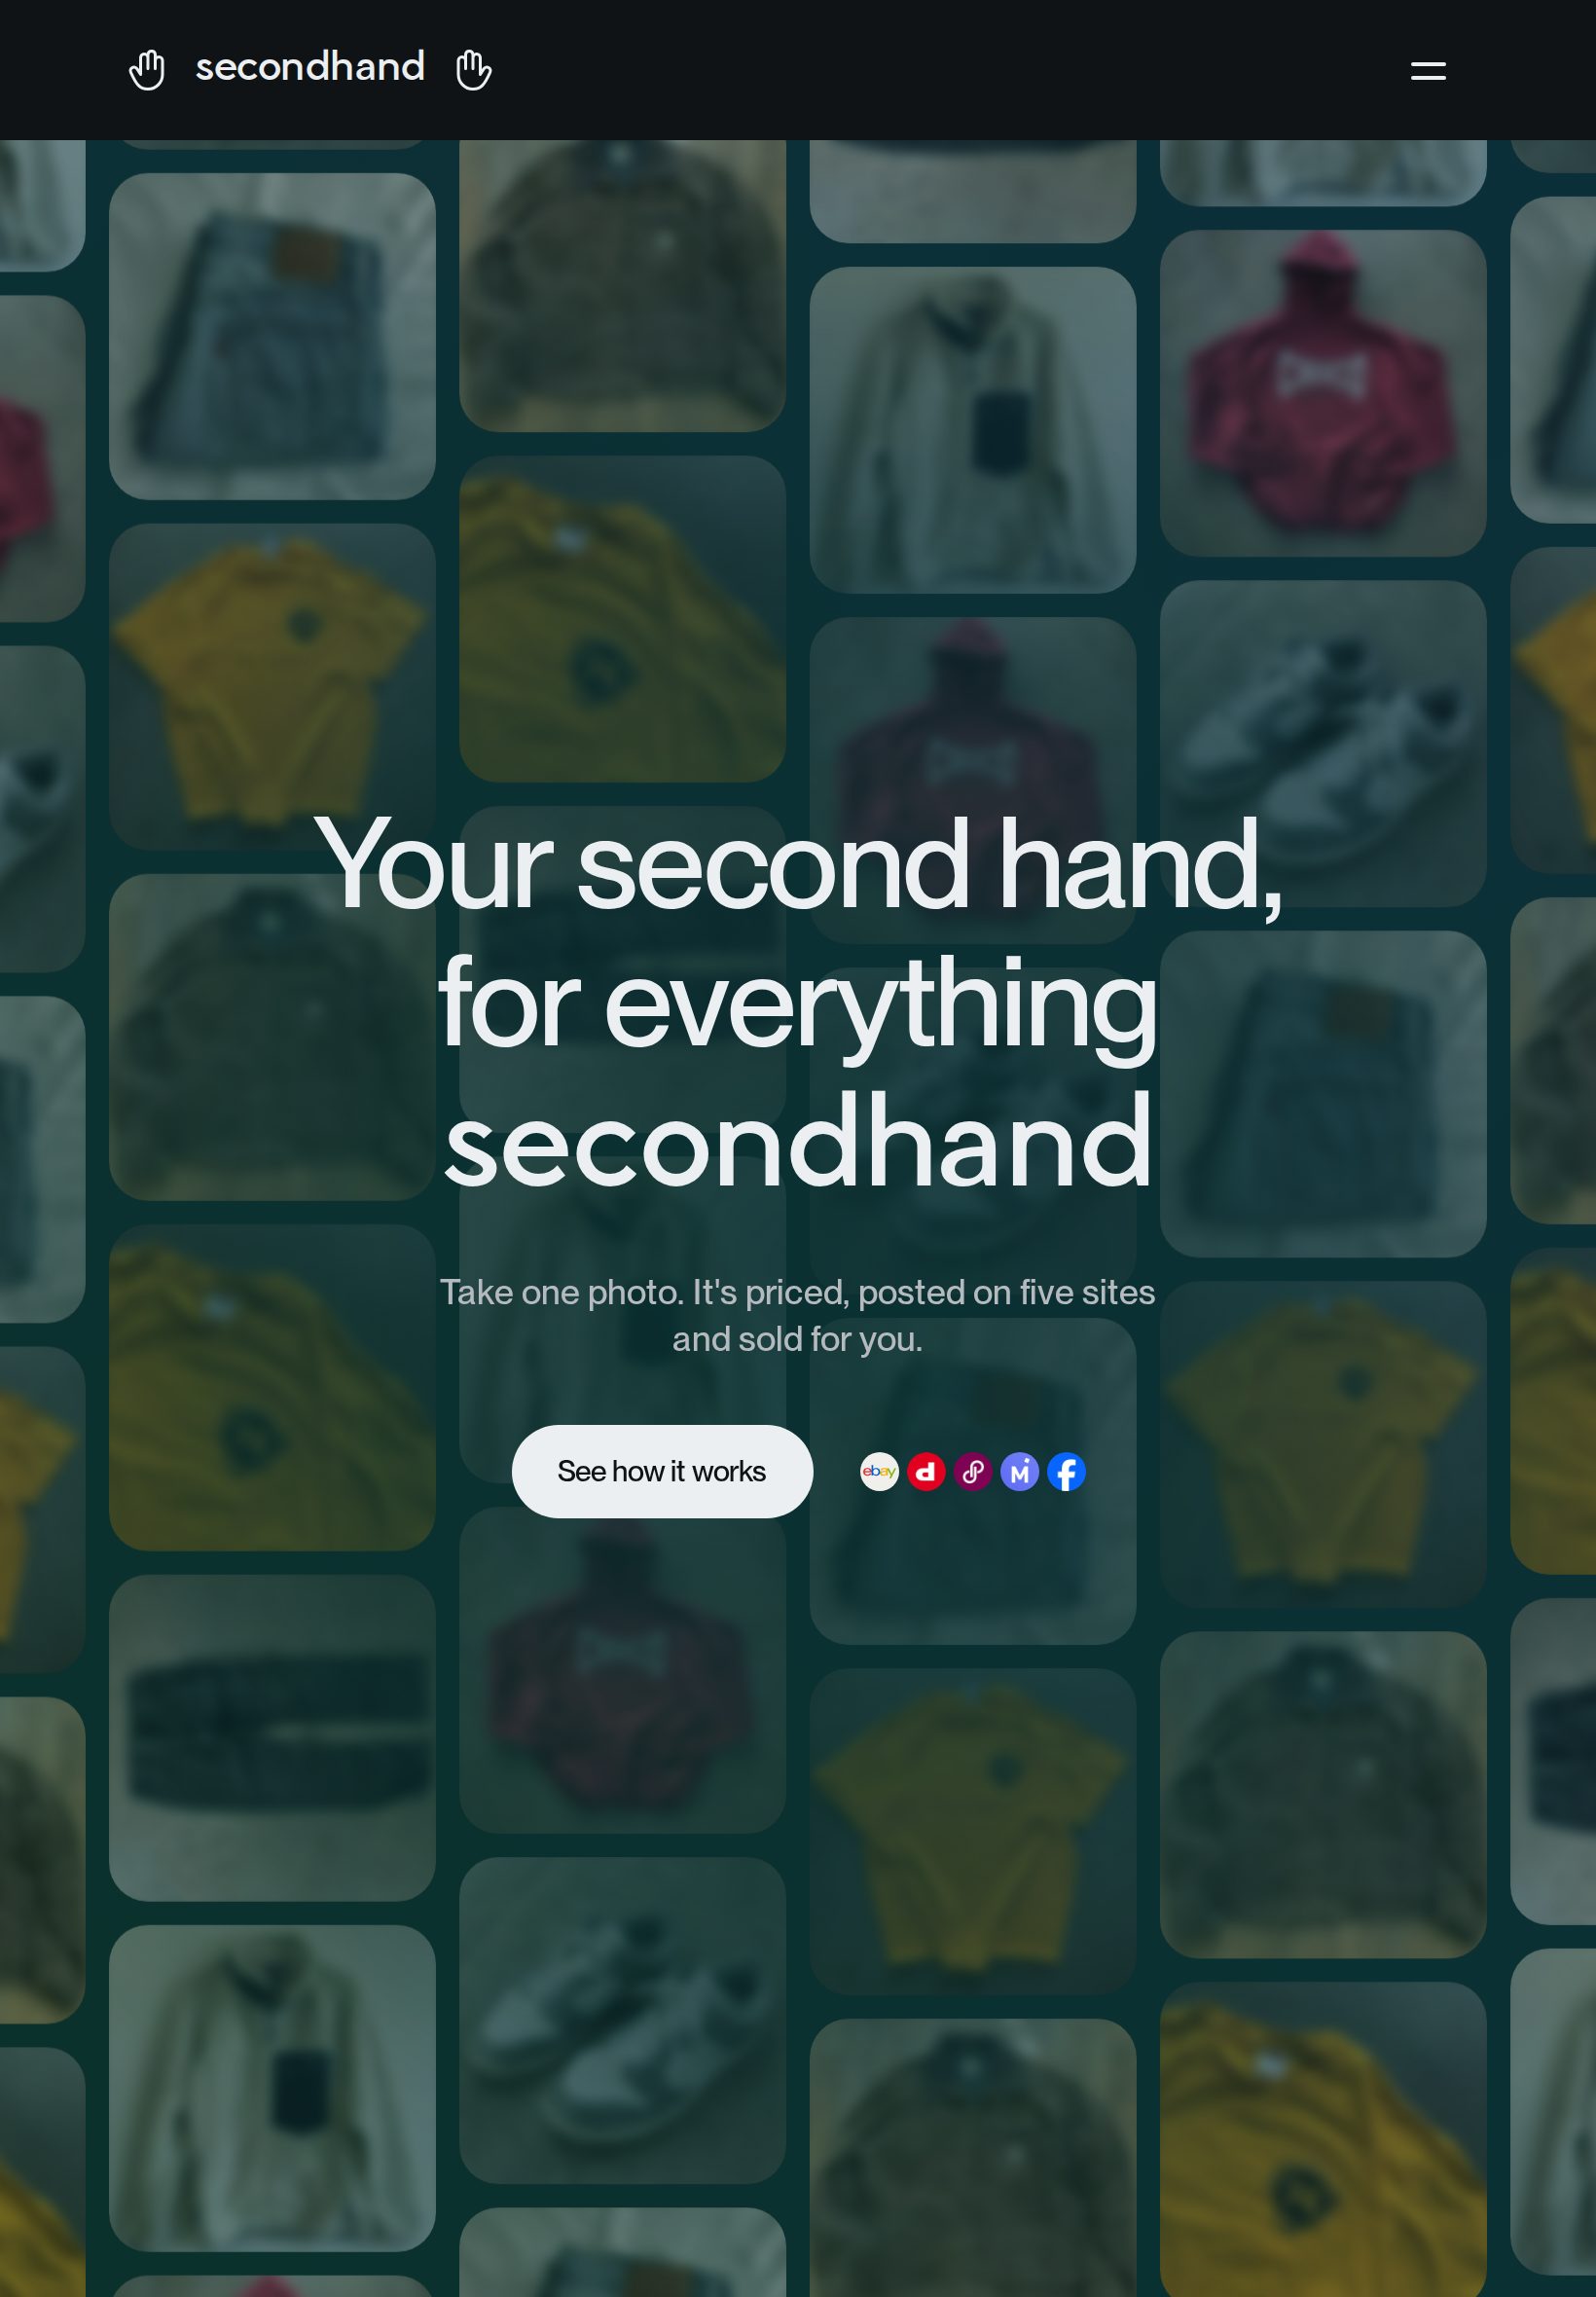 secondhand
Your second hand,
for everything
secondhand
Take one photo. It's priced, posted on five sites
and sold for you.
See how it works
ebay